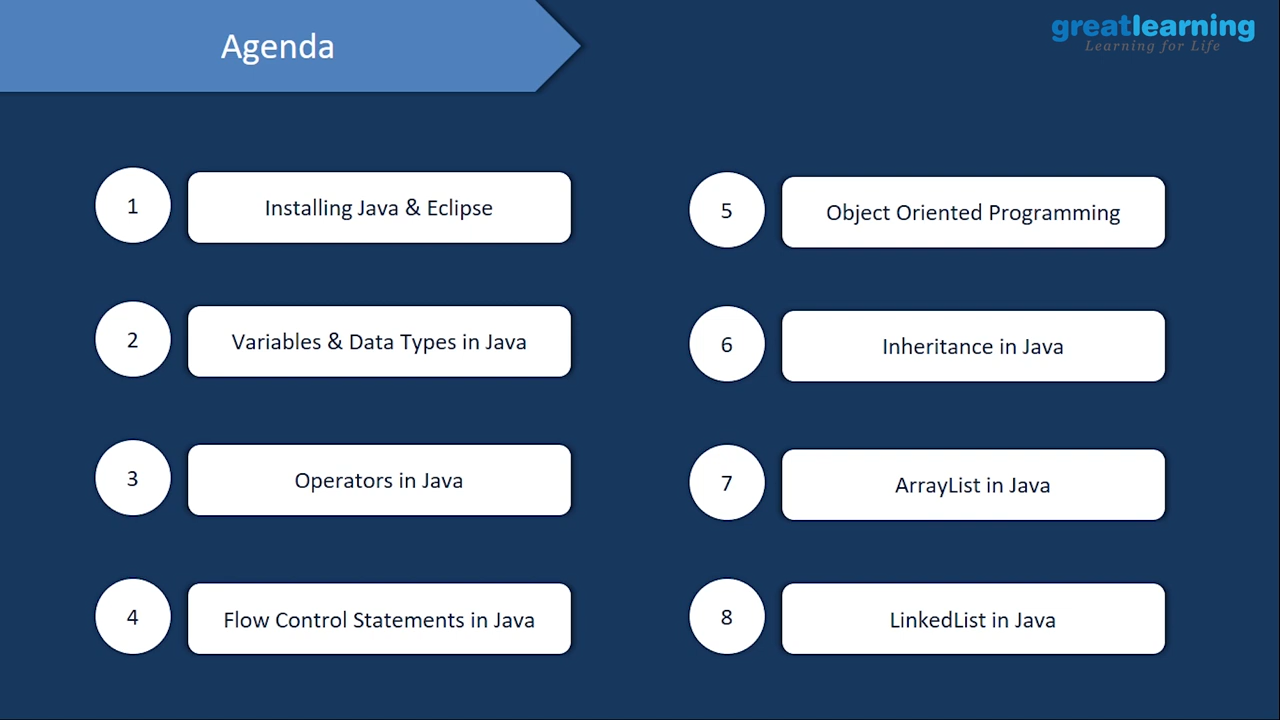 Agenda
greatlearning
Learning for Life
1
Installing Java & Eclipse
2
Variables & Data Types in Java
3
Operators in Java
4
Flow Control Statements in Java
5
Object Oriented Programming
6
Inheritance in Java
7
ArrayList in Java
8
LinkedList in Java